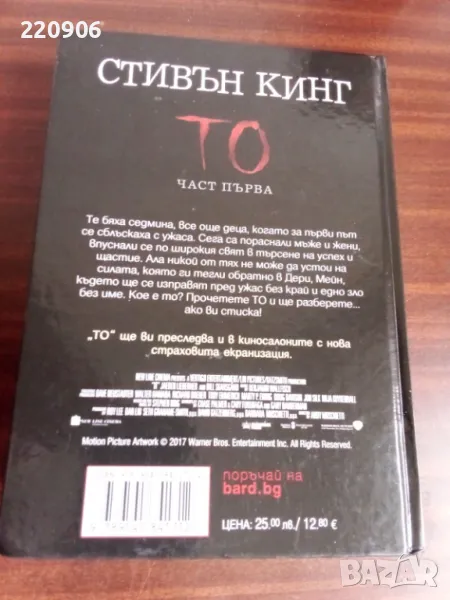 220906
СТИВЪН КИНГ
ТО
ЧАСТ ПЪРВА
Те бяха седмина, все още деца, когато за първи път
се сблъскаха с ужаса. Сега са пораснали мъже и жени,
впуснали се по широкия свят в търсене на успех и
щастие. Ала никой от тях не може да устои на
силата, която ги тегли обратно в Дери, Мейн,
където ще се изправят пред ужас без край и едно зло
без име. Кое е то? Прочетете ТО и ще разберете...
ако ви стиска!
„ТО“ ще ви преследва и в киносалоните с нова
страховита екранизация.
Motion Picture Artwork © 2017 Warner Bros. Entertainment Inc. All Rights Reserved.
поръчай на
bard.bg
ЦЕНА: 25.00 лв./12.80 €
BAZAR